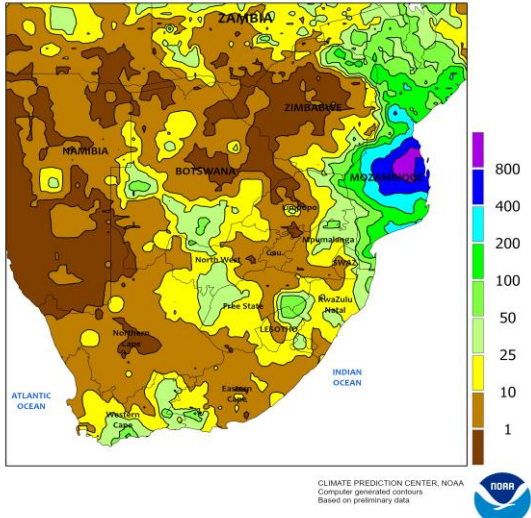 ZAMBIA
ZIMBABWE
NAMIBIA
BOTSWANA
MOZAMBIQUE
Limpopo
Mpumalanga
Gau.
SWAZ.
North West
Free State
KwaZulu
Natal
LESOTHO
Northern
Cape
Eastern
Cape
Western
Cape
INDIAN
OCEAN
ATLANTIC
OCEAN
800
400
200
100
50
25
10
1
CLIMATE PREDICTION CENTER, NOAA
Computer generated contours
Based on preliminary data
NOAA